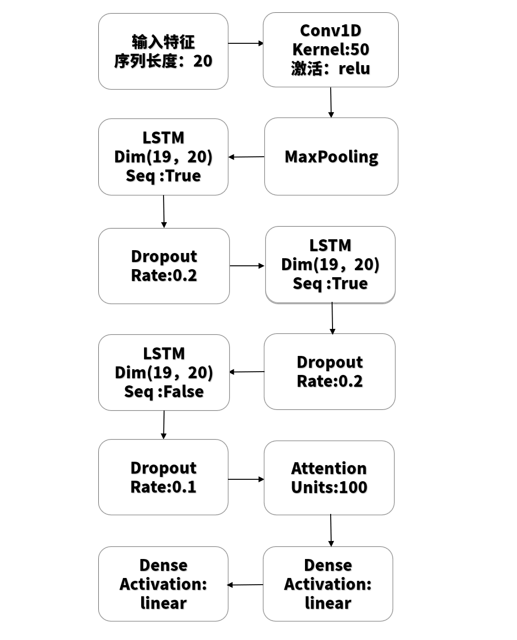 输入特征
序列长度：20
Conv1D
Kernel:50
激活：relu
MaxPooling
LSTM
Dim(19，20)
Seq :True
Dropout
Rate:0.2
LSTM
Dim(19，20)
Seq :True
Dropout
Rate:0.2
LSTM
Dim(19，20)
Seq :False
Dropout
Rate:0.1
Attention
Units:100
Dense
Activation:
linear
Dense
Activation:
linear